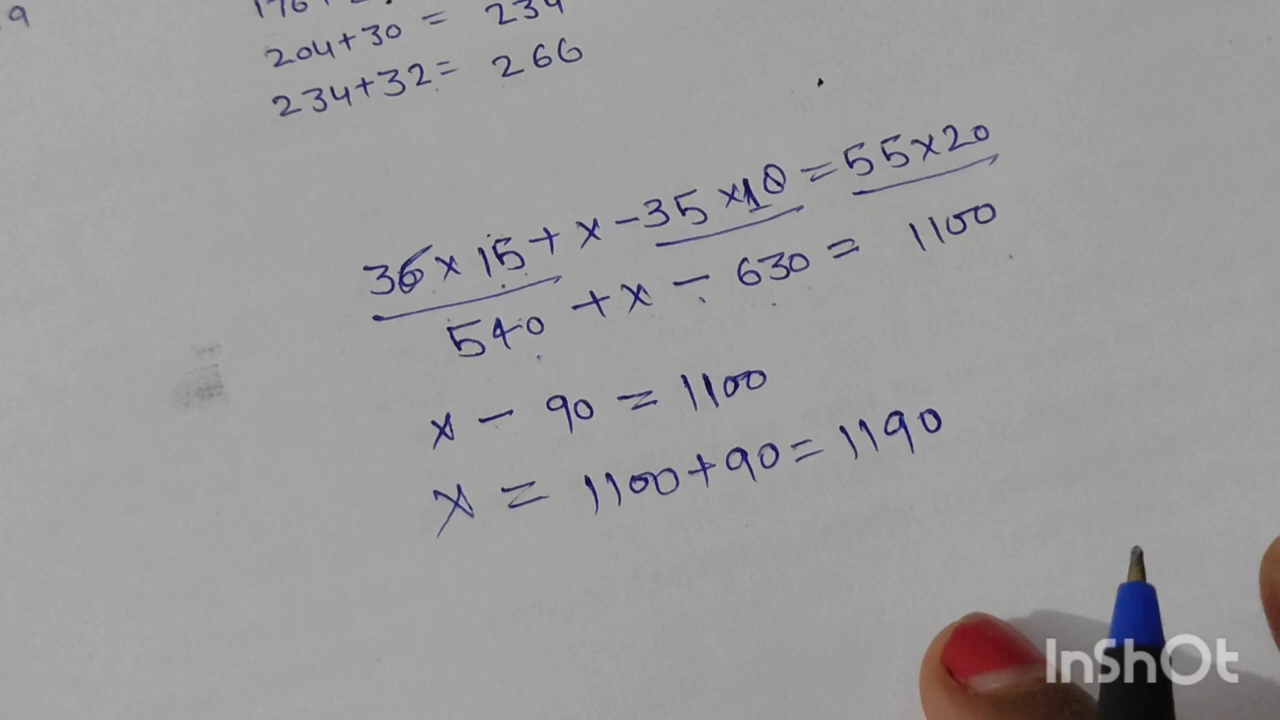 9
204+30 = 234
234+32= 266
36×15+x-35×18=55×20
540+x-630= 1100
x-90=1100
x=1100+90=1190
InShOt